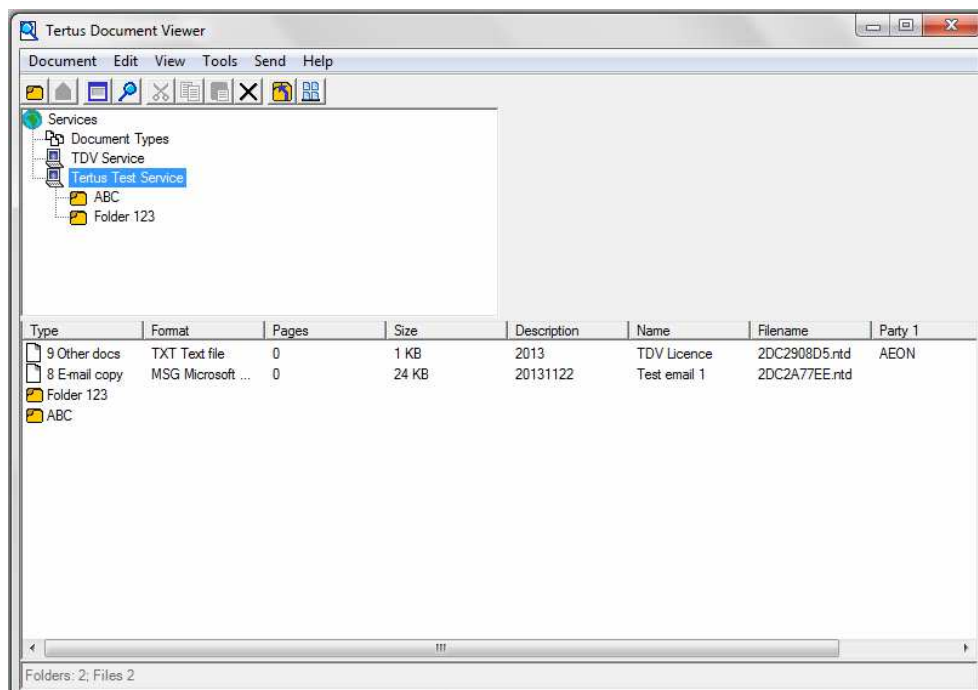 Tertus Document Viewer
Document Edit View Tools Send Help
Services
Document Types
TDV Service
Tertus Test Service
ABC
Folder 123
Type Format Pages Size Description Name Filename Party 1
9 Other docs TXT Text file 0 1 KB 2013 TDV Licence 2DC2908D5.ntd AEON
8 E-mail copy MSG Microsoft ... 0 24 KB 20131122 Test email 1 2DC2A77EE.ntd
Folder 123
ABC
Folders: 2; Files 2